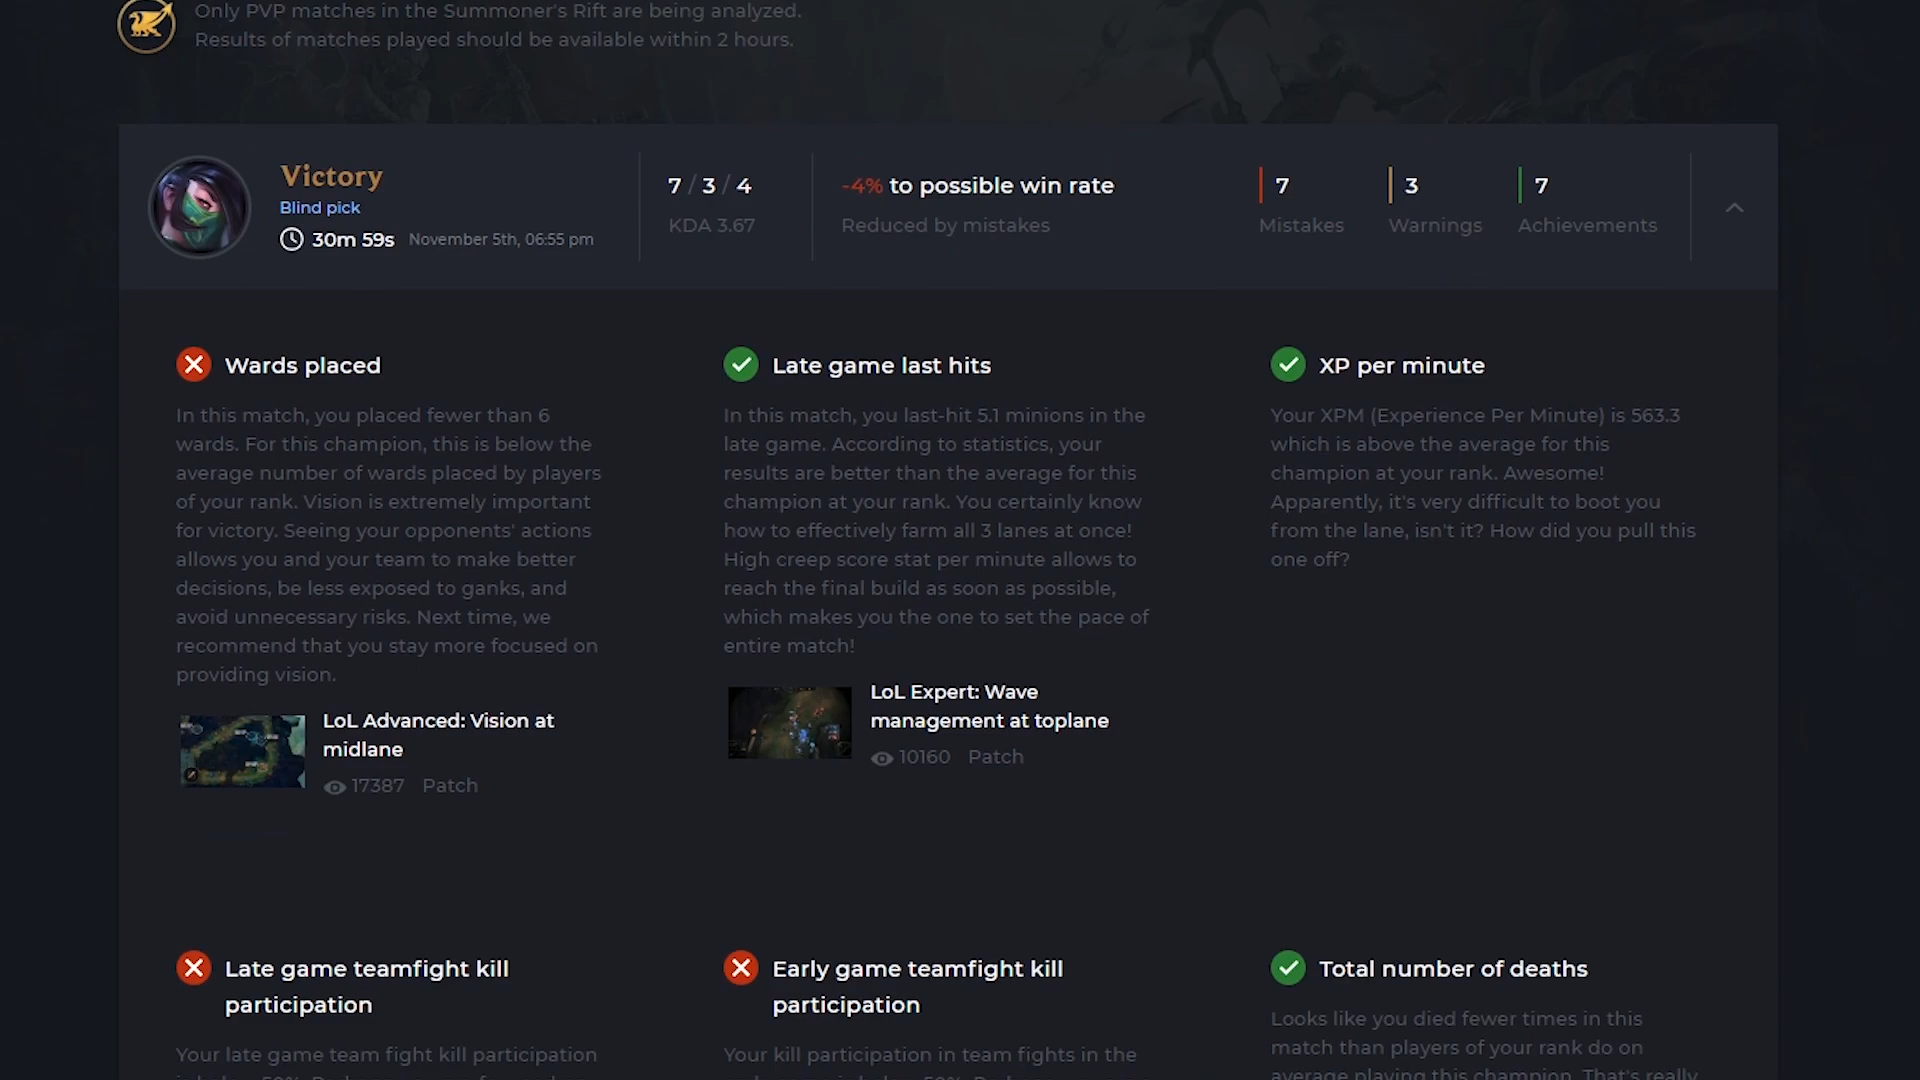 Only PVP matches in the Summoner's Rift are being analyzed.
Results of matches played should be available within 2 hours.
Victory
Blind pick
30m 59s November 5th, 06:55 pm
7 / 3 / 4
KDA 3.67
-4% to possible win rate
Reduced by mistakes
7
Mistakes
3
Warnings
7
Achievements
Wards placed
In this match, you placed fewer than 6
wards. For this champion, this is below the
average number of wards placed by players
of your rank. Vision is extremely important
for victory. Seeing your opponents' actions
allows you and your team to make better
decisions, be less exposed to ganks, and
avoid unnecessary risks. Next time, we
recommend that you stay more focused on
providing vision.
LoL Advanced: Vision at
midlane
17387 Patch
Late game last hits
In this match, you last-hit 5.1 minions in the
late game. According to statistics, your
results are better than the average for this
champion at your rank. You certainly know
how to effectively farm all 3 lanes at once!
High creep score stat per minute allows to
reach the final build as soon as possible,
which makes you the one to set the pace of
entire match!
LoL Expert: Wave
management at toplane
10160 Patch
XP per minute
Your XPM (Experience Per Minute) is 563.3
which is above the average for this
champion at your rank. Awesome!
Apparently, it's very difficult to boot you
from the lane, isn't it? How did you pull this
one off?
Late game teamfight kill
participation
Your late game team fight kill participation
Early game teamfight kill
participation
Your kill participation in team fights in the
Total number of deaths
Looks like you died fewer times in this
match than players of your rank do on
average playing this champion. That's really